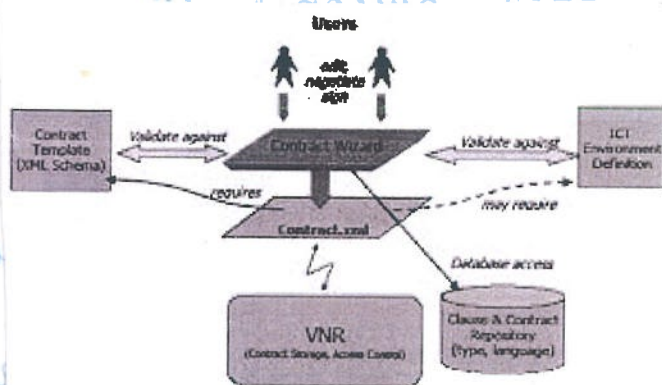 Users
edit,
negotiate
sign
Contract
Template
(XML Schema)
Validate against
Contract Wizard
Validate against
ICT
Environment
Definition
requires
Contract.xml
may require
Database access
VNR
(Contract Storage, Access Control)
Clause & Contract
Repository
(type, language)